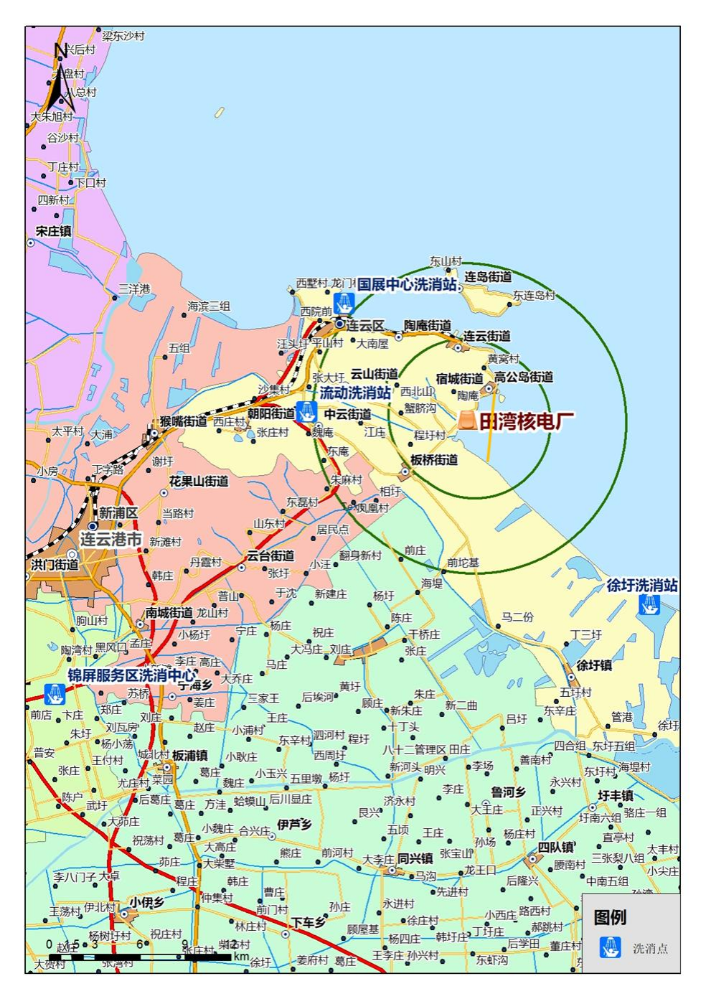 梁东沙村
N
兴后村
大盘村
八总村
大朱旭村
谷沙村
丁庄村
下口村
四新村
宋庄镇
东山村
连岛街道
西墅村
国展中心洗消站
三洋港
东连岛村
海滨三组
西院前
连云区
陶庵街道
连云街道
汪头圩
平山村
大南屋
五组
黄窝村
张大圩
云山街道
宿城街道
高公岛街道
沙集村
流动洗消站
西北山
陶庵
蟹脐沟
猴嘴街道
西庄村
朝阳街道
中云街道
田湾核电厂
太平村
大浦
张庄村
魏庵
江庄
程圩村
东庵
板桥街道
小房
丁字路
谢圩
花果山街道
朱麻村
相圩
东磊村
凤凰村
新浦区
当路村
山东村
居民点
连云港市
新滩村
洪门街道
丹霞村
云台街道
翻身新村
前庄
韩庄
张圩
小汪
前坨基
海堤
徐圩洗消站
普山
于沈
新建庄
杨圩
朐山村
南城街道
龙山村
陈庄
马二份
小杨圩
宁庄
杨庄
祝庄
干桥庄
丁三圩
陶湾村
黑风口
孟庄
大冯庄
刘庄
张庄
李庄
高庄
马庄
徐圩镇
锦屏服务区洗消中心
大乔庄
宁海乡
黄圩
苏桥
姜庄
三家王
后埃河
顾庄
朱庄
五圩村
前店
卞庄
郑庄
刘庄
王庄
新朱庄
新二曲
东辛庄
吕圩
管港
朱圩
刘瓦房
赵庄
小浦村
东辛村
泗河村
程圩
十丁头
徐圩
普安
杨小荡
城北村
板浦镇
小耿庄
西周圩
八十二管理区
田庄
四合组
东圩五组
王付村
善南村
张庄
尤庄村
菜园
葛庄
魏庄
小玉兴
五里墩
杨圩
新河头
明兴
李场
东圩村
海堤村
永兴村
陈户
武圩
后葛庄
葛庄
方洼
蛤蟆山
后川显庄
济永村
李庄
鲁河乡
圩丰镇
大茆庄
艮兴
大王庄
正兴村
圩南六组
骆庄一组
祝荡村
葛庄
小魏庄
合兴庄
伊芦乡
五顷
王庄
孙场
杨庄村
直亭村
大高庄
熊庄
前河村
大李庄
同兴镇
张宝山
四队镇
三张梨八组
太丰村
茆庄
大柴墅
马沟
龙王口
后隆兴
腰南村
小尖庄
李八门子
大卓
程庄
韩庄
曹庄
先进村
中南五组
王荡村
伊北村
小伊乡
仲集村
前门村
孙庄
永进村
小西庄
路西村
图例
杨树圩村
祝庄村
林庄村
下车乡
顾屋基
徐庄村
丁圩庄
郝跳村
杨四庄
韩圩庄
后学田
董庄村
洗消点
0 1.5 3 6 9 12
km
赵庄
张庄村
大贺村
张湾村
徐圩
姜府村
葛庄
王李庄
孙兴村
东虾沟